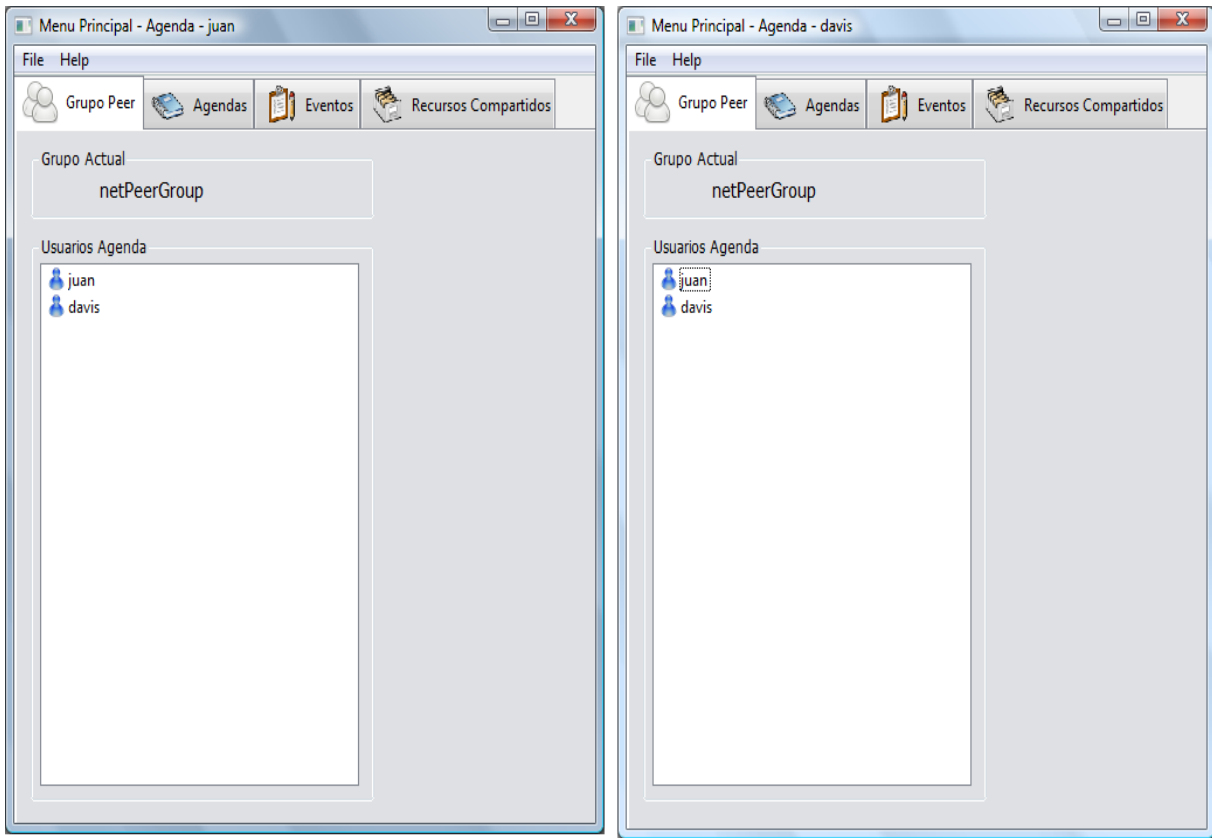 Menu Principal - Agenda - juan
File Help
Grupo Peer Agendas Eventos Recursos Compartidos
Grupo Actual
netPeerGroup
Usuarios Agenda
juan
davis
Menu Principal - Agenda - davis
File Help
Grupo Peer Agendas Eventos Recursos Compartidos
Grupo Actual
netPeerGroup
Usuarios Agenda
juan
davis